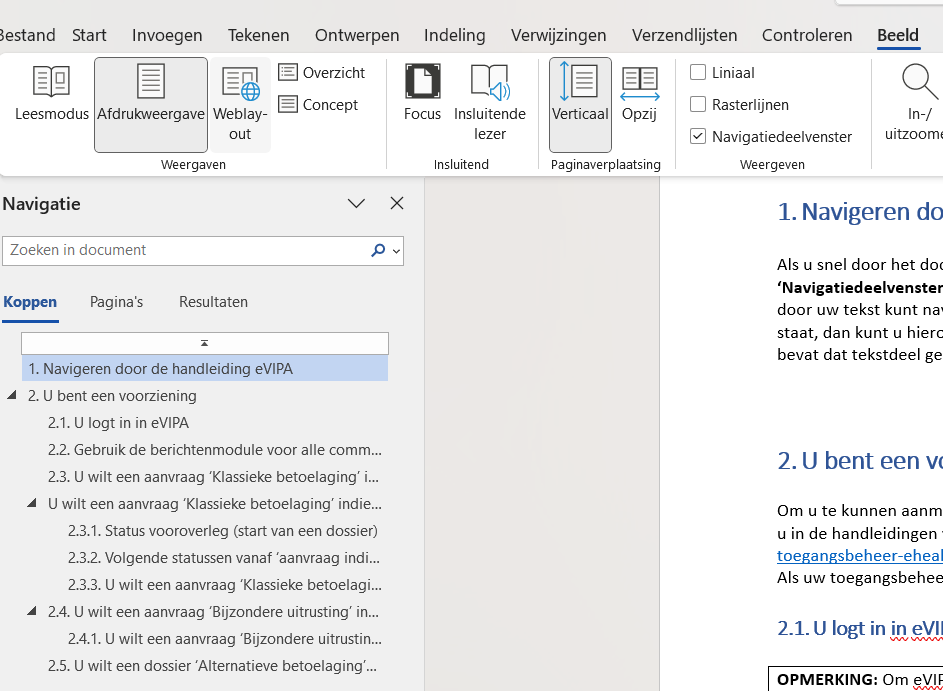 Bestand Start Invoegen Tekenen Ontwerpen Indeling Verwijzingen Verzendlijsten Controleren Beeld
Leesmodus
Afdrukweergave
Weblay-
out
Overzicht
Concept
Weergaven
Focus
Insluitende
lezer
Insluitend
Verticaal
Opzij
Paginaverplaatsing
Liniaal
Rasterlijnen
Navigatiedeelvenster
Weergeven
In-/
uitzoome
Navigatie
Zoeken in document
Koppen Pagina's Resultaten
1. Navigeren door de handleiding eVIPA
2. U bent een voorziening
2.1. U logt in in eVIPA
2.2. Gebruik de berichtenmodule voor alle comm...
2.3. U wilt een aanvraag ‘Klassieke betoelaging’ i...
U wilt een aanvraag ‘Klassieke betoelaging’ indie...
2.3.1. Status vooroverleg (start van een dossier)
2.3.2. Volgende statussen vanaf ‘aanvraag indi...
2.3.3. U wilt een aanvraag ‘Klassieke betoelagi...
2.4. U wilt een aanvraag ‘Bijzondere uitrusting’ in...
2.4.1. U wilt een aanvraag ‘Bijzondere uitrustin...
2.5. U wilt een dossier ‘Alternatieve betoelaging’...
1. Navigeren do
Als u snel door het doc
‘Navigatiedeelvenster
door uw tekst kunt nav
staat, dan kunt u hiero
bevat dat tekstdeel ge
2. U bent een vo
Om u te kunnen aanm
u in de handleidingen
toegangsbeheer-eheal
Als uw toegangsbehee
2.1. U logt in in eVIP
OPMERKING: Om eVIP